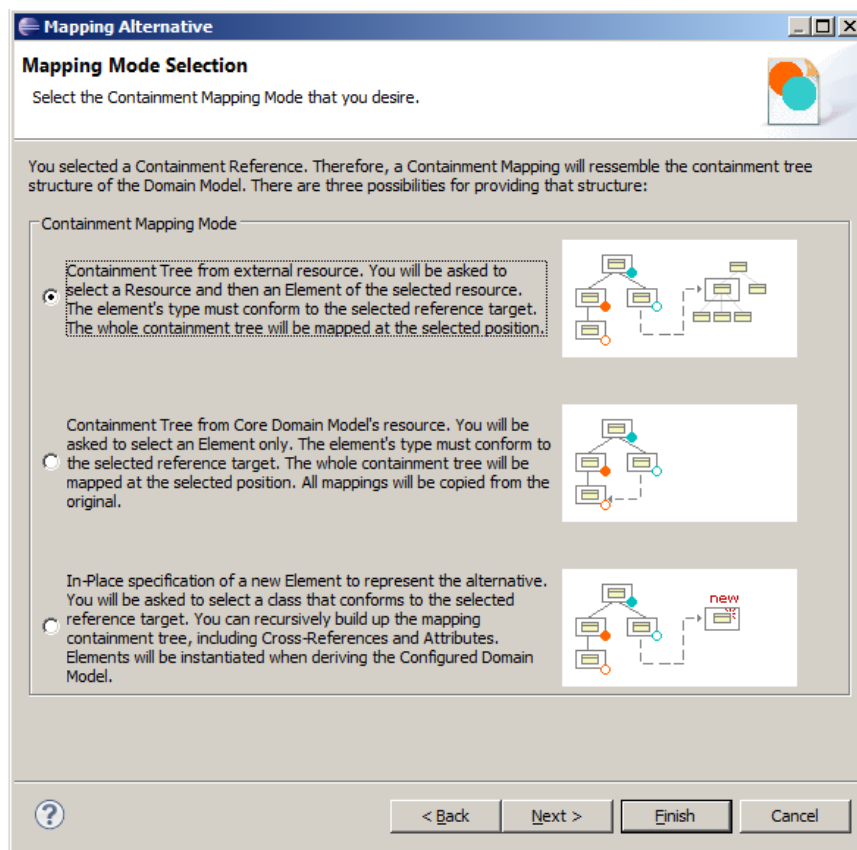 Mapping Alternative
Mapping Mode Selection
Select the Containment Mapping Mode that you desire.
You selected a Containment Reference. Therefore, a Containment Mapping will ressemble the containment tree
structure of the Domain Model. There are three possibilities for providing that structure:
Containment Mapping Mode
Containment Tree from external resource. You will be asked to
select a Resource and then an Element of the selected resource.
The element's type must conform to the selected reference target.
The whole containment tree will be mapped at the selected position.
Containment Tree from Core Domain Model's resource. You will be
asked to select an Element only. The element's type must conform to
the selected reference target. The whole containment tree will be
mapped at the selected position. All mappings will be copied from the
original.
In-Place specification of a new Element to represent the alternative.
You will be asked to select a class that conforms to the selected
reference target. You can recursively build up the mapping
containment tree, including Cross-References and Attributes.
Elements will be instantiated when deriving the Configured Domain
Model.
new
? < Back Next > Finish Cancel